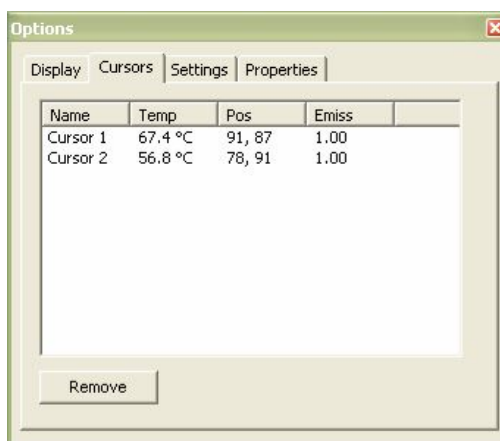 Options
Display Cursors Settings Properties
Name Temp Pos Emiss
Cursor 1 67.4 °C 91, 87 1.00
Cursor 2 56.8 °C 78, 91 1.00
Remove